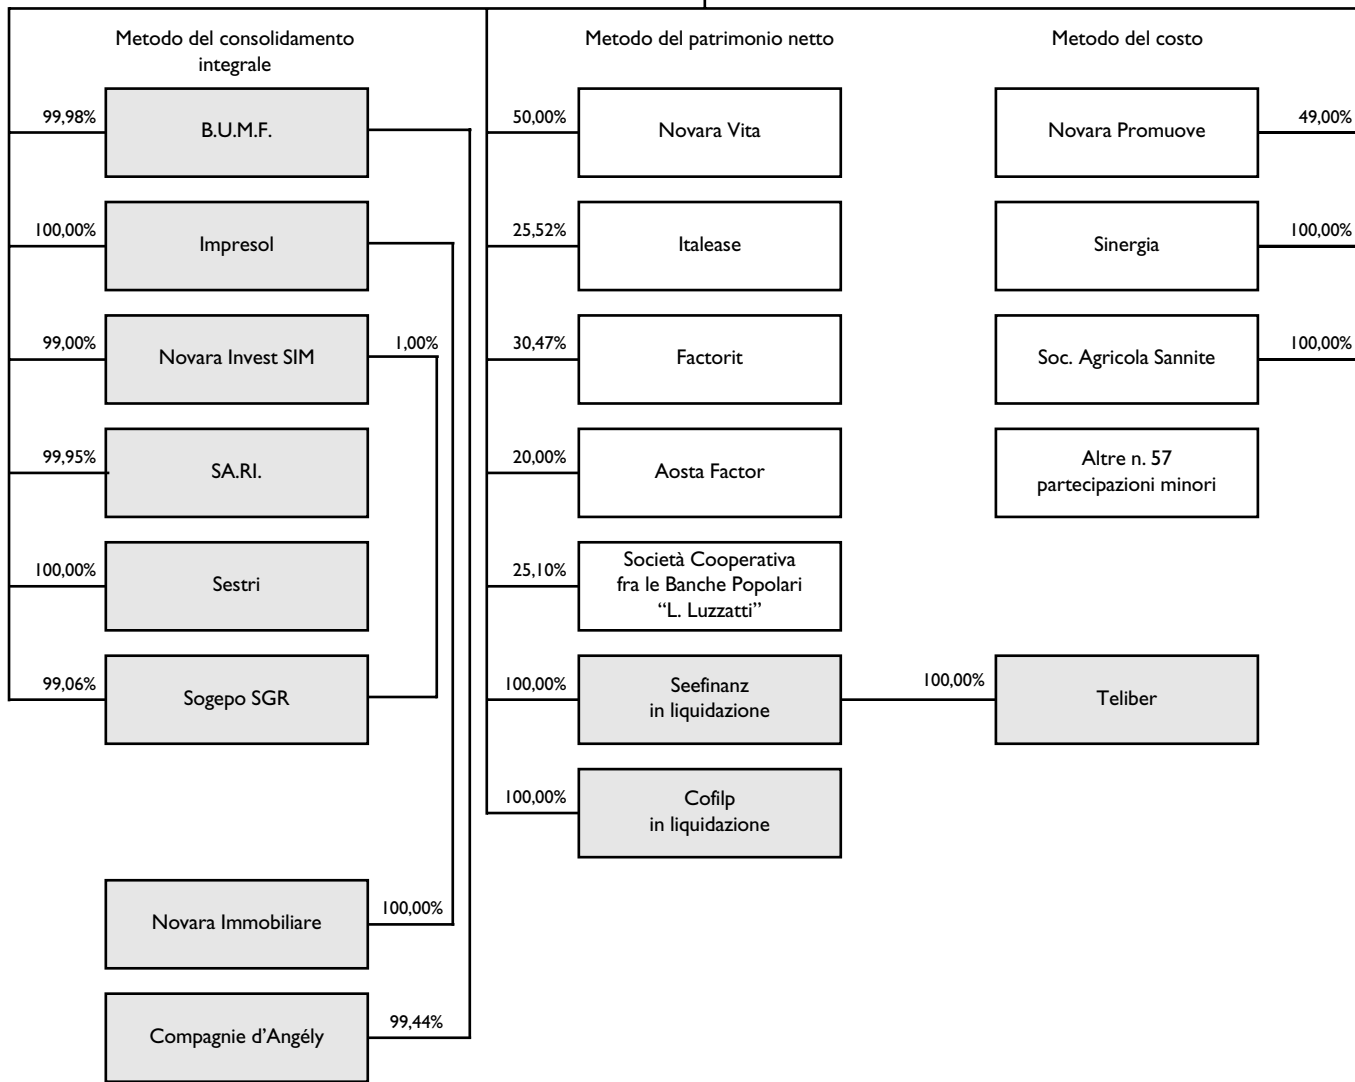 Metodo del consolidamento
integrale
99,98%
B.U.M.F.
100,00%
Impresol
99,00%
Novara Invest SIM
1,00%
99,95%
SA.RI.
100,00%
Sestri
99,06%
Sogepo SGR
Novara Immobiliare
100,00%
Compagnie d'Angély
99,44%
Metodo del patrimonio netto
50,00%
Novara Vita
25,52%
Italease
30,47%
Factorit
20,00%
Aosta Factor
25,10%
Società Cooperativa
fra le Banche Popolari
“L. Luzzatti”
100,00%
Seefinanz
in liquidazione
100,00%
Cofilp
in liquidazione
Metodo del costo
Novara Promuove
49,00%
Sinergia
100,00%
Soc. Agricola Sannite
100,00%
Altre n. 57
partecipazioni minori
100,00%
Teliber